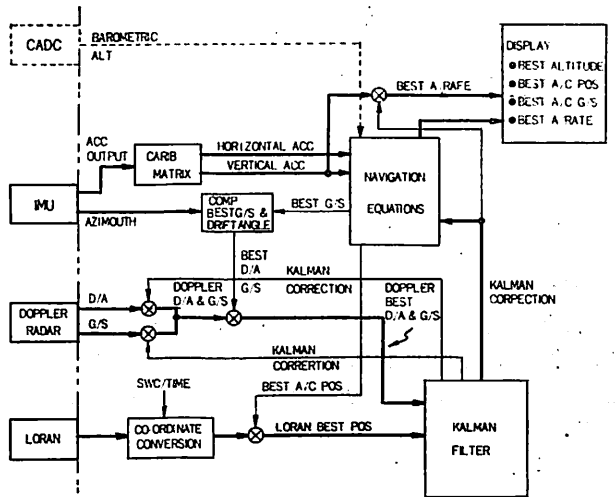 CADC
BAROMETRIC
ALT
DISPLAY
● BEST ALTITUDE
● BEST A/C POS
● BEST A/C G/S
● BEST A RATE
BEST A.RAFE
ACC
OUTPUT
CARB
MATRIX
HORIZONTAL ACC
VERTICAL ACC
NAVIGATION
EQUATIONS
IMU
AZIMOUTH
COMP
BEST G/S &
DRIFTANGLE
BEST G/S
BEST
D/A
G/S
KALMAN
CORRECTION
DOPPLER
D/A & G/S
DOPPLER
BEST
D/A & G/S
KALMAN
CORPECTION
DOPPLER
RADAR
D/A
G/S
KALMAN
CORRERTION
SWC/TIME
BEST A/C POS
LORAN
CO-ORDINATE
CONVERSION
LORAN BEST POS
KALMAN
FILTER